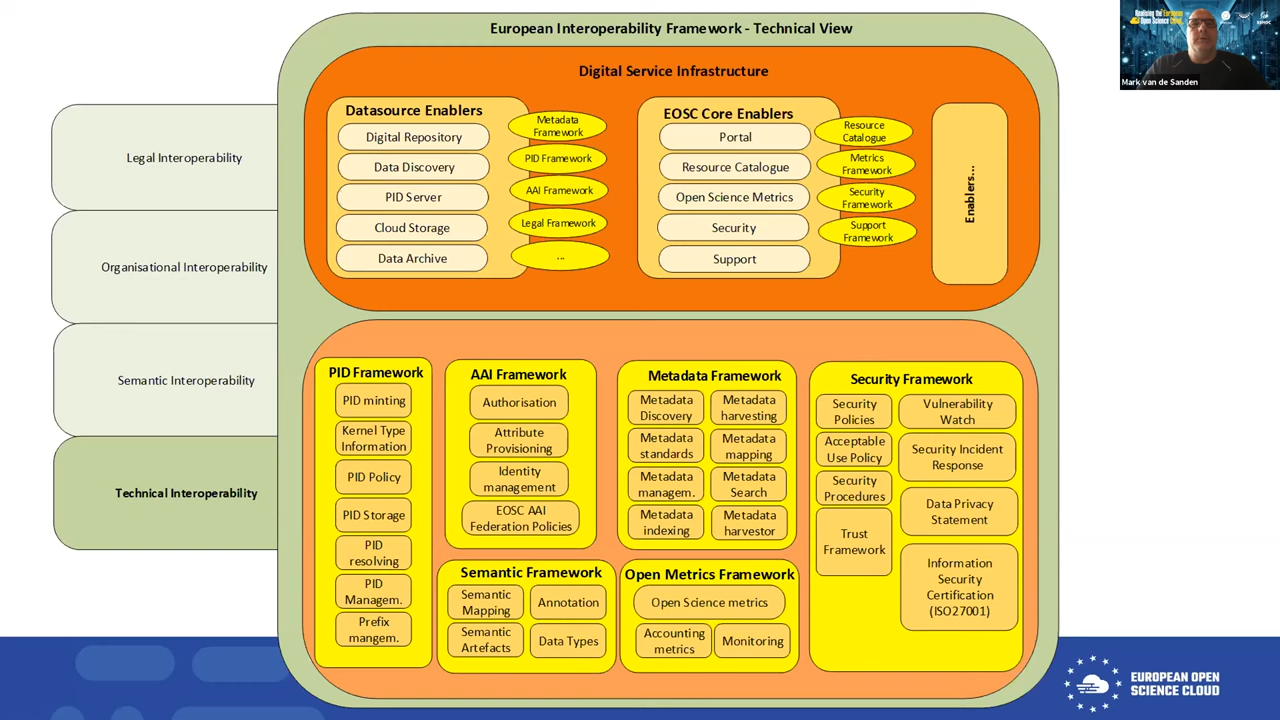 European Interoperability Framework - Technical View
Digital Service Infrastructure
Datasource Enablers
Digital Repository
Data Discovery
PID Server
Cloud Storage
Data Archive
Metadata
Framework
PID Framework
AAI Framework
Legal Framework
...
EOSC Core Enablers
Portal
Resource Catalogue
Open Science Metrics
Security
Support
Resource
Catalogue
Metrics
Framework
Security
Framework
Support
Framework
Enablers...
Legal Interoperability
Organisational Interoperability
Semantic Interoperability
Technical Interoperability
PID Framework
PID minting
Kernel Type
Information
PID Policy
PID Storage
PID
resolving
PID
Managem.
Prefix
mangem.
AAI Framework
Authorisation
Attribute
Provisioning
Identity
management
EOSC AAI
Federation Policies
Metadata Framework
Metadata
Discovery
Metadata
harvesting
Metadata
standards
Metadata
mapping
Metadata
managem.
Metadata
Search
Metadata
indexing
Metadata
harvestor
Security Framework
Security
Policies
Acceptable
Use Policy
Security
Procedures
Trust
Framework
Vulnerability
Watch
Security Incident
Response
Data Privacy
Statement
Information
Security
Certification
(ISO27001)
Semantic Framework
Semantic
Mapping
Annotation
Semantic
Artefacts
Data Types
Open Metrics Framework
Open Science metrics
Accounting
metrics
Monitoring
Realising the European
Open Science Cloud
Mark van de Sanden
EUROPEAN OPEN
SCIENCE CLOUD